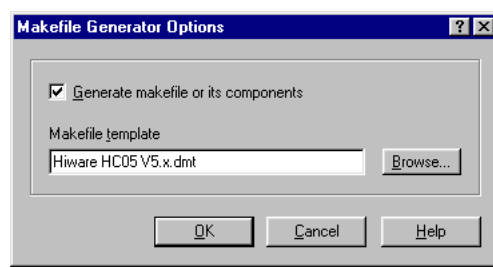 Makefile Generator Options
Generate makefile or its components
Makefile template
Hiware HC05 V5.x.dmt
Browse...
OK
Cancel
Help